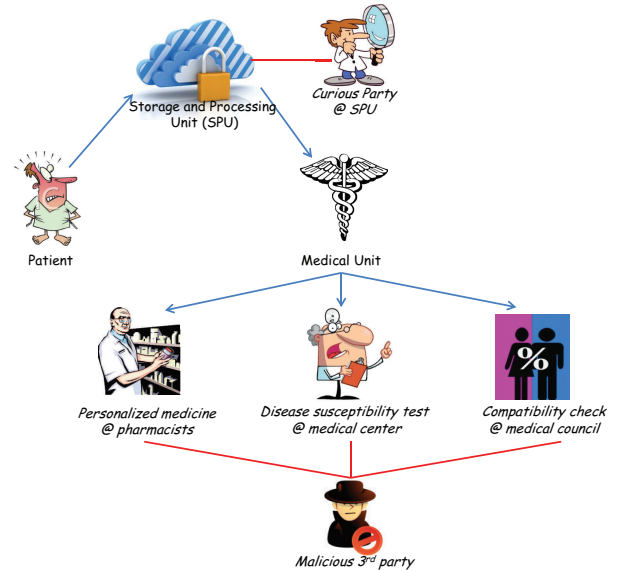 Curious Party
@ SPU
Storage and Processing
Unit (SPU)
Patient
Medical Unit
%
Personalized medicine
@ pharmacists
Disease susceptibility test
@ medical center
Compatibility check
@ medical council
Malicious 3rd party